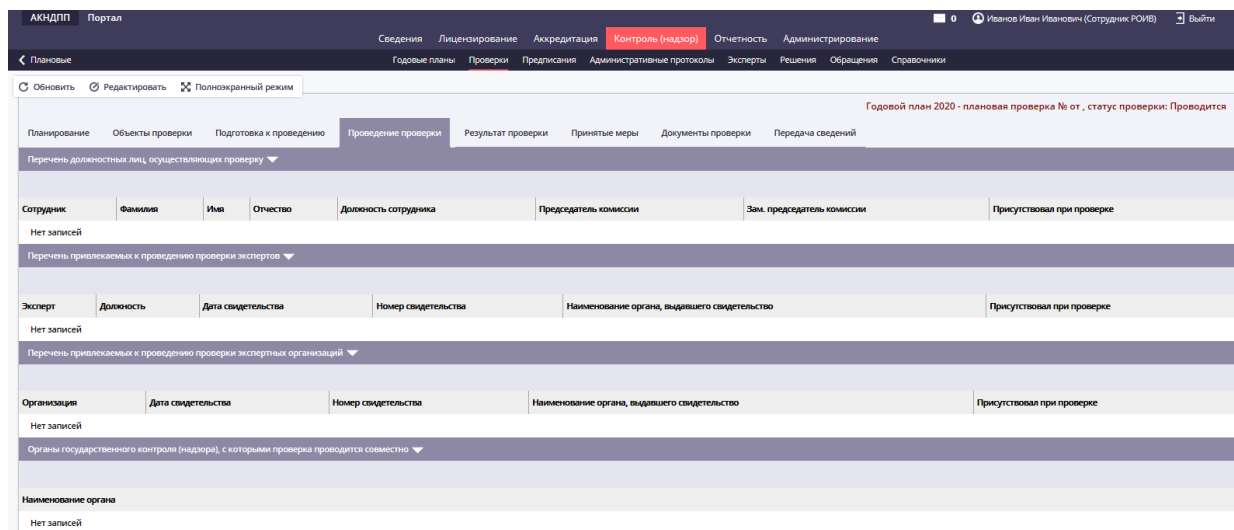 АКНДПП Портал 0 Иванов Иван Иванович (Сотрудник РОИВ) Выйти
Сведения Лицензирование Аккредитация Контроль (надзор) Отчетность Администрирование
Плановые Годовые планы Проверки Предписания Административные протоколы Эксперты Решения Обращения Справочники
Обновить Редактировать Полноэкранный режим
Годовой план 2020 - плановая проверка № от , статус проверки: Проводится
Планирование Объекты проверки Подготовка к проведению Проведение проверки Результат проверки Принятые меры Документы проверки Передача сведений
Перечень должностных лиц, осуществляющих проверку
Сотрудник Фамилия Имя Отчество Должность сотрудника Председатель комиссии Зам. председатель комиссии Присутствовал при проверке
Нет записей
Перечень привлекаемых к проведению проверки экспертов
Эксперт Должность Дата свидетельства Номер свидетельства Наименование органа, выдавшего свидетельство Присутствовал при проверке
Нет записей
Перечень привлекаемых к проведению проверки экспертных организаций
Организация Дата свидетельства Номер свидетельства Наименование органа, выдавшего свидетельство Присутствовал при проверке
Нет записей
Органы государственного контроля (надзора), с которыми проверка проводится совместно
Наименование органа
Нет записей